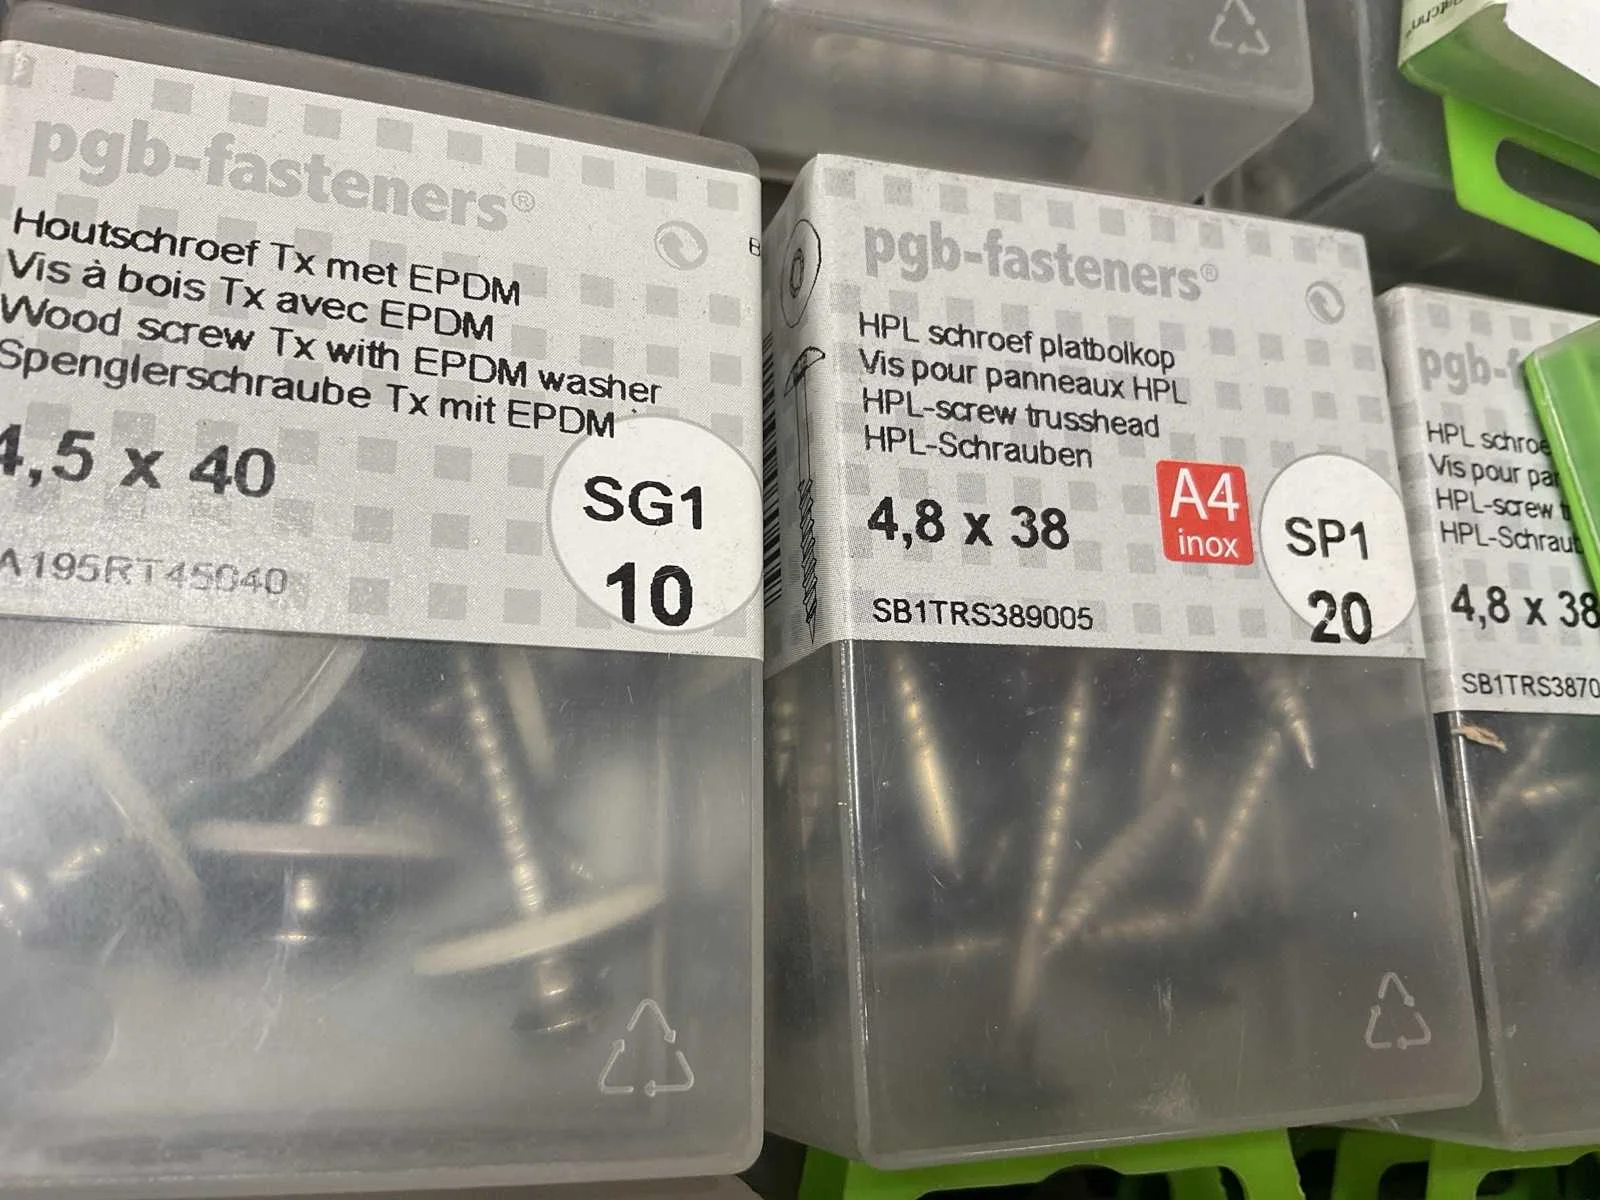 pgb-fasteners®
Houtschroef Tx met EPDM
Vis à bois Tx avec EPDM
Wood screw Tx with EPDM washer
Spenglerschraube Tx mit EPDM
4,5 x 40
SG1
10
A195RT45040
B
pgb-fasteners®
HPL schroef platbolkop
Vis pour panneaux HPL
HPL-screw trusshead
HPL-Schrauben
4,8 x 38
A4
inox
SP1
20
SB1TRS389005
pgb-f
HPL schroe
Vis pour pan
HPL-screw t
HPL-Schraub
4,8 x 38
SB1TRS3870